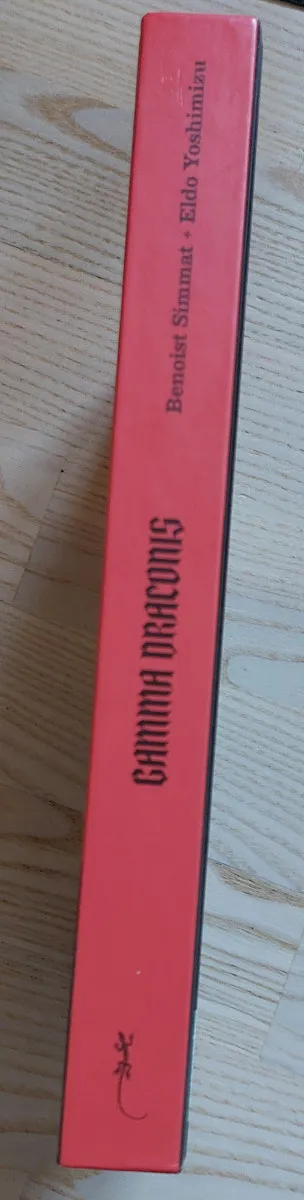 Benoist Simmat + Eldo Yoshimizu
GAMMA DRACONIS